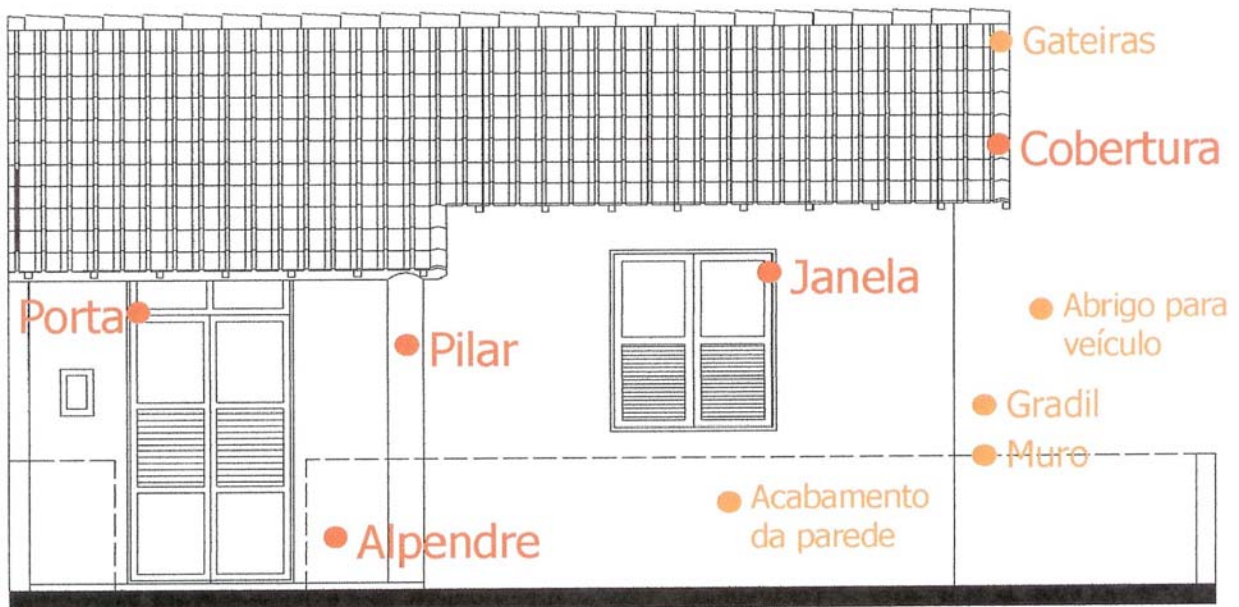 Gateiras
Cobertura
Janela
Porta
Pilar
Abrigo para
veículo
Gradil
Muro
Acabamento
da parede
Alpendre